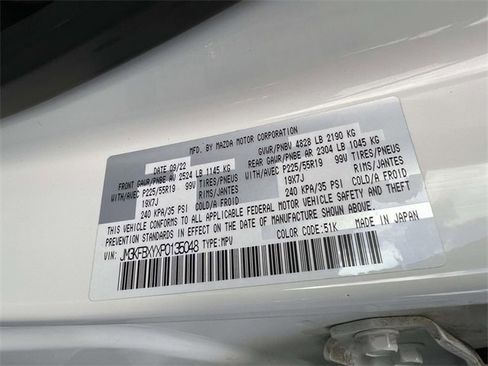 MFD. BY MAZDA MOTOR CORPORATION
DATE 09/22 GVWR/PNBV 4828 LB 2190 KG
FRONT GAWR/PNBE AV 2524 LB 1145 KG REAR GAWR/PNBE AR 2304 LB 1045 KG
WITH/AVEC P225/55R19 99V TIRES/PNEUS WITH/AVEC P225/55R19 99V TIRES/PNEUS
19X7J RIMS/JANTES 19X7J RIMS/JANTES
240 KPA/35 PSI COLD/A FROID 240 KPA/35 PSI COLD/A FROID
THIS VEHICLE CONFORMS TO ALL APPLICABLE FEDERAL MOTOR VEHICLE SAFETY AND THEFT
PREVENTION STANDARDS IN EFFECT ON THE DATE OF MANUFACTURE SHOWN ABOVE.
VIN: JM3KFBXYXP0135048 TYPE: MPV COLOR CODE: 51K MADE IN JAPAN